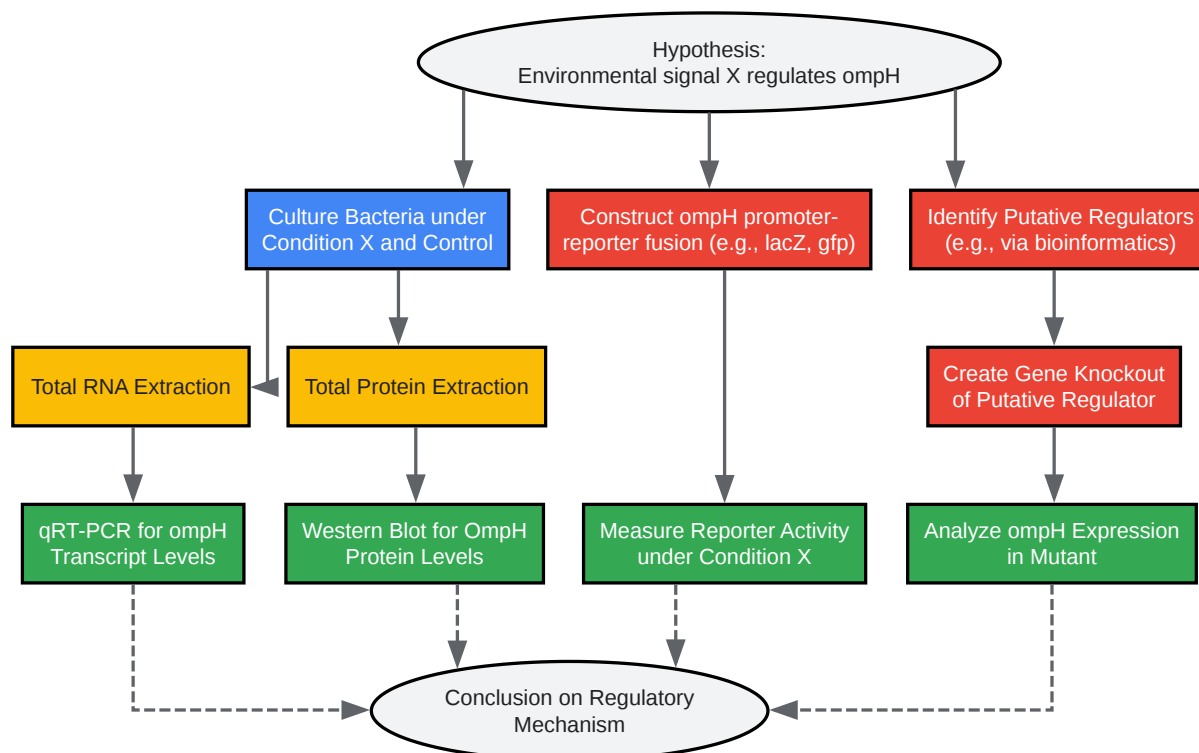 Hypothesis:
Environmental signal X regulates ompH
Culture Bacteria under
Condition X and Control
Construct ompH promoter-
reporter fusion (e.g., lacZ, gfp)
Identify Putative Regulators
(e.g., via bioinformatics)
Total RNA Extraction
Total Protein Extraction
Create Gene Knockout
of Putative Regulator
qRT-PCR for ompH
Transcript Levels
Western Blot for OmpH
Protein Levels
Measure Reporter Activity
under Condition X
Analyze ompH Expression
in Mutant
Conclusion on Regulatory
Mechanism